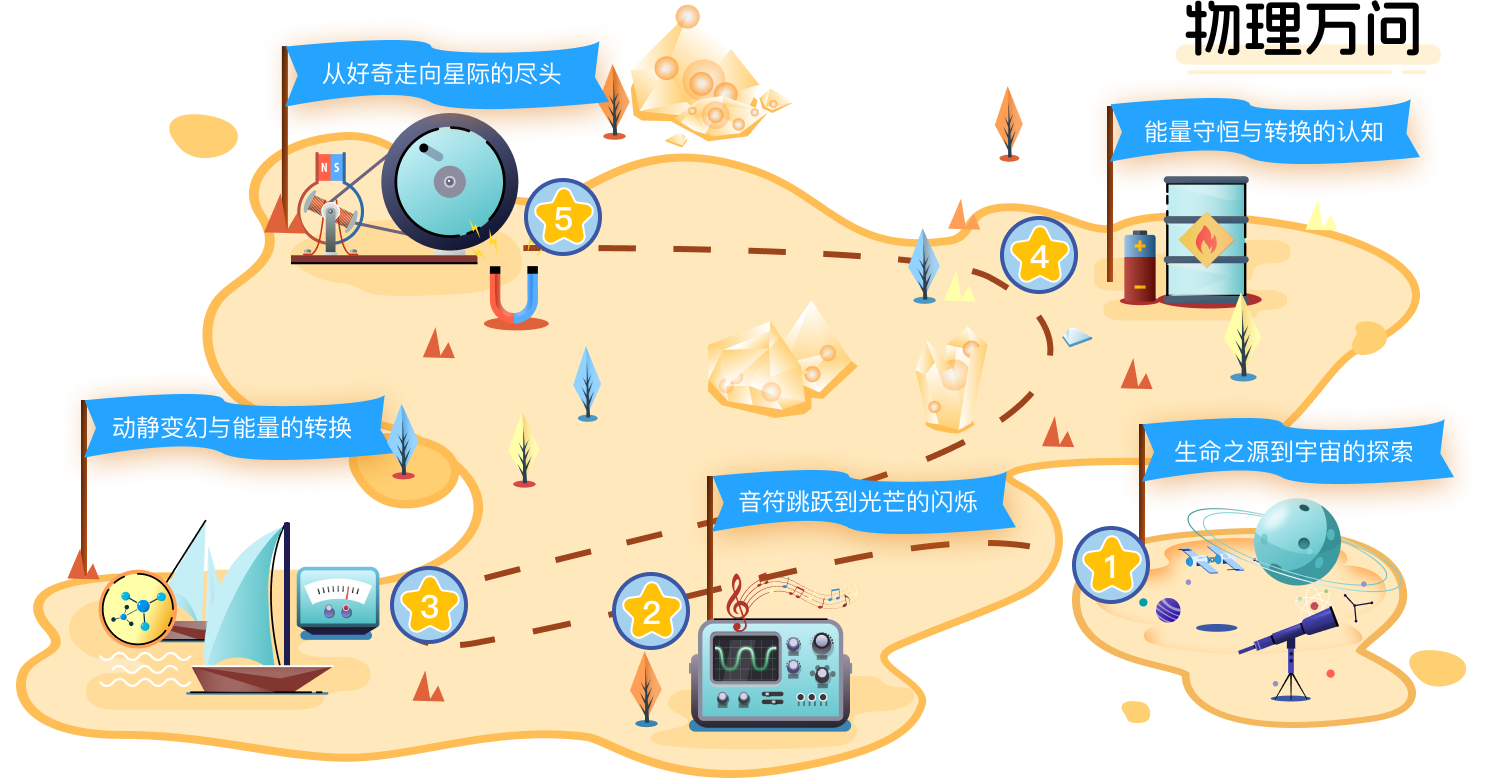 物理万问
从好奇走向星际的尽头
能量守恒与转换的认知
N S
5
4
动静变幻与能量的转换
生命之源到宇宙的探索
音符跳跃到光芒的闪烁
1
3
2